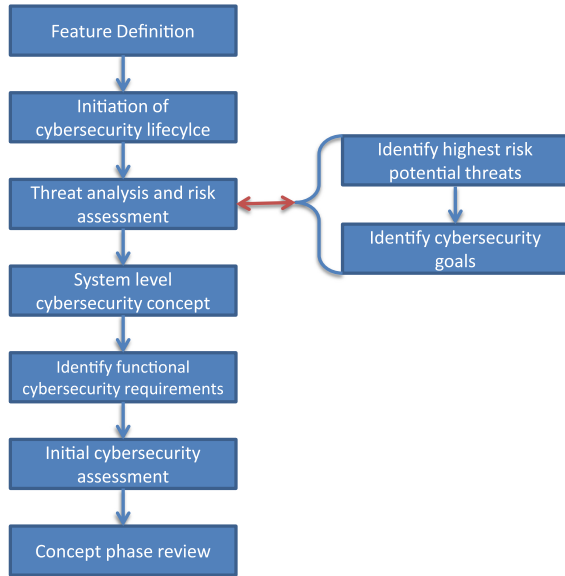 Feature Definition
Initiation of
cybersecurity lifecylce
Threat analysis and risk
assessment
Identify highest risk
potential threats
Identify cybersecurity
goals
System level
cybersecurity concept
Identify functional
cybersecurity requirements
Initial cybersecurity
assessment
Concept phase review